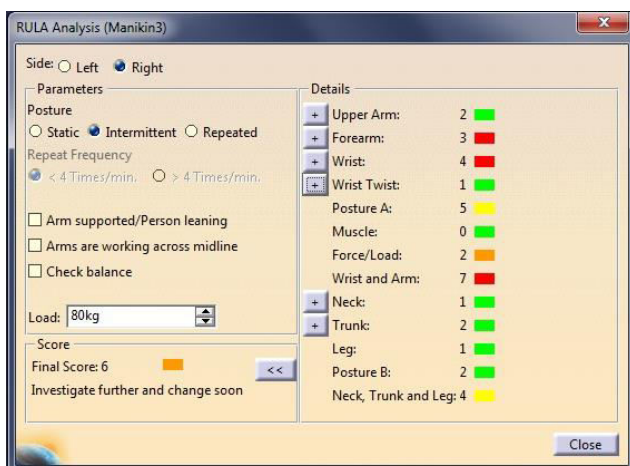 RULA Analysis (Manikin3)
Side: Left Right
Parameters
Posture
Static Intermittent Repeated
Repeat Frequency
< 4 Times/min. > 4 Times/min.
Arm supported/Person leaning
Arms are working across midline
Check balance
Load: 80kg
Score
Final Score: 6
<<
Investigate further and change soon
Details
+ Upper Arm: 2
+ Forearm: 3
+ Wrist: 4
+ Wrist Twist: 1
Posture A: 5
Muscle: 0
Force/Load: 2
Wrist and Arm: 7
+ Neck: 1
+ Trunk: 2
Leg: 1
Posture B: 2
Neck, Trunk and Leg: 4
Close